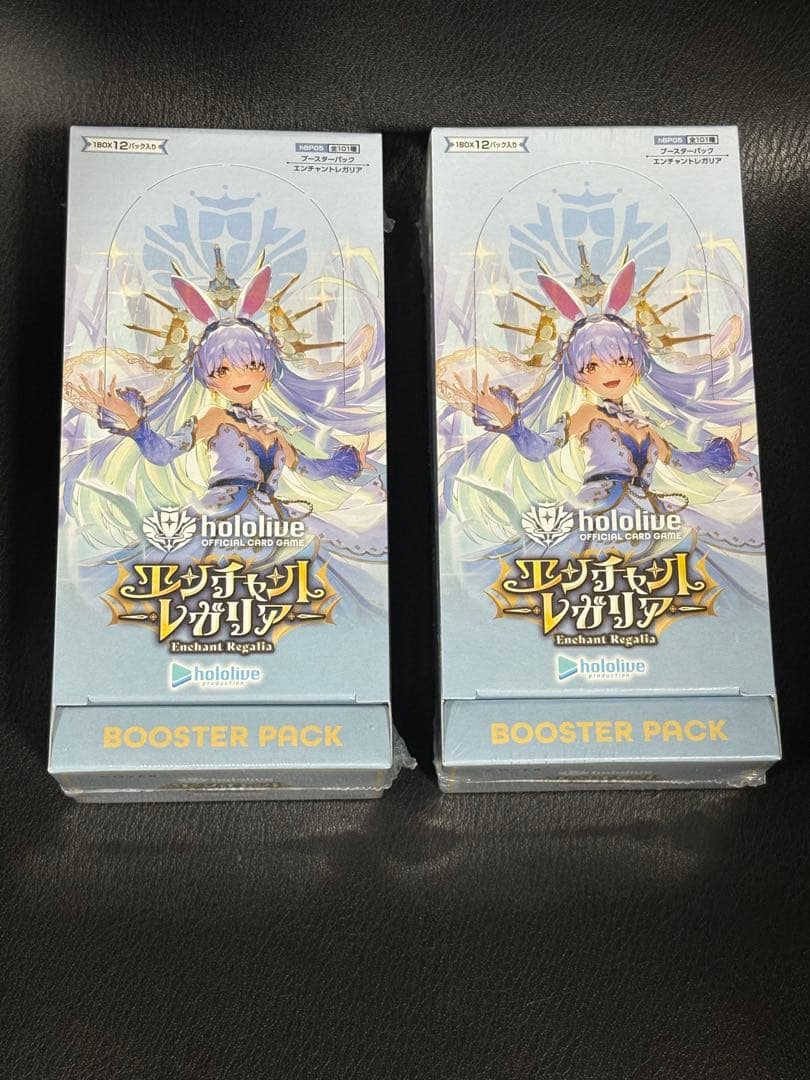 1BOX12パック入り
hBP05 全101種
ブースターパック
エンチャントレガリア
hololive
OFFICIAL CARD GAME
エンチャント
レガリア
Enchant Regalia
hololive
production
BOOSTER PACK
1BOX12パック入り
hBP05 全101種
ブースターパック
エンチャントレガリア
hololive
OFFICIAL CARD GAME
エンチャント
レガリア
Enchant Regalia
hololive
production
BOOSTER PACK